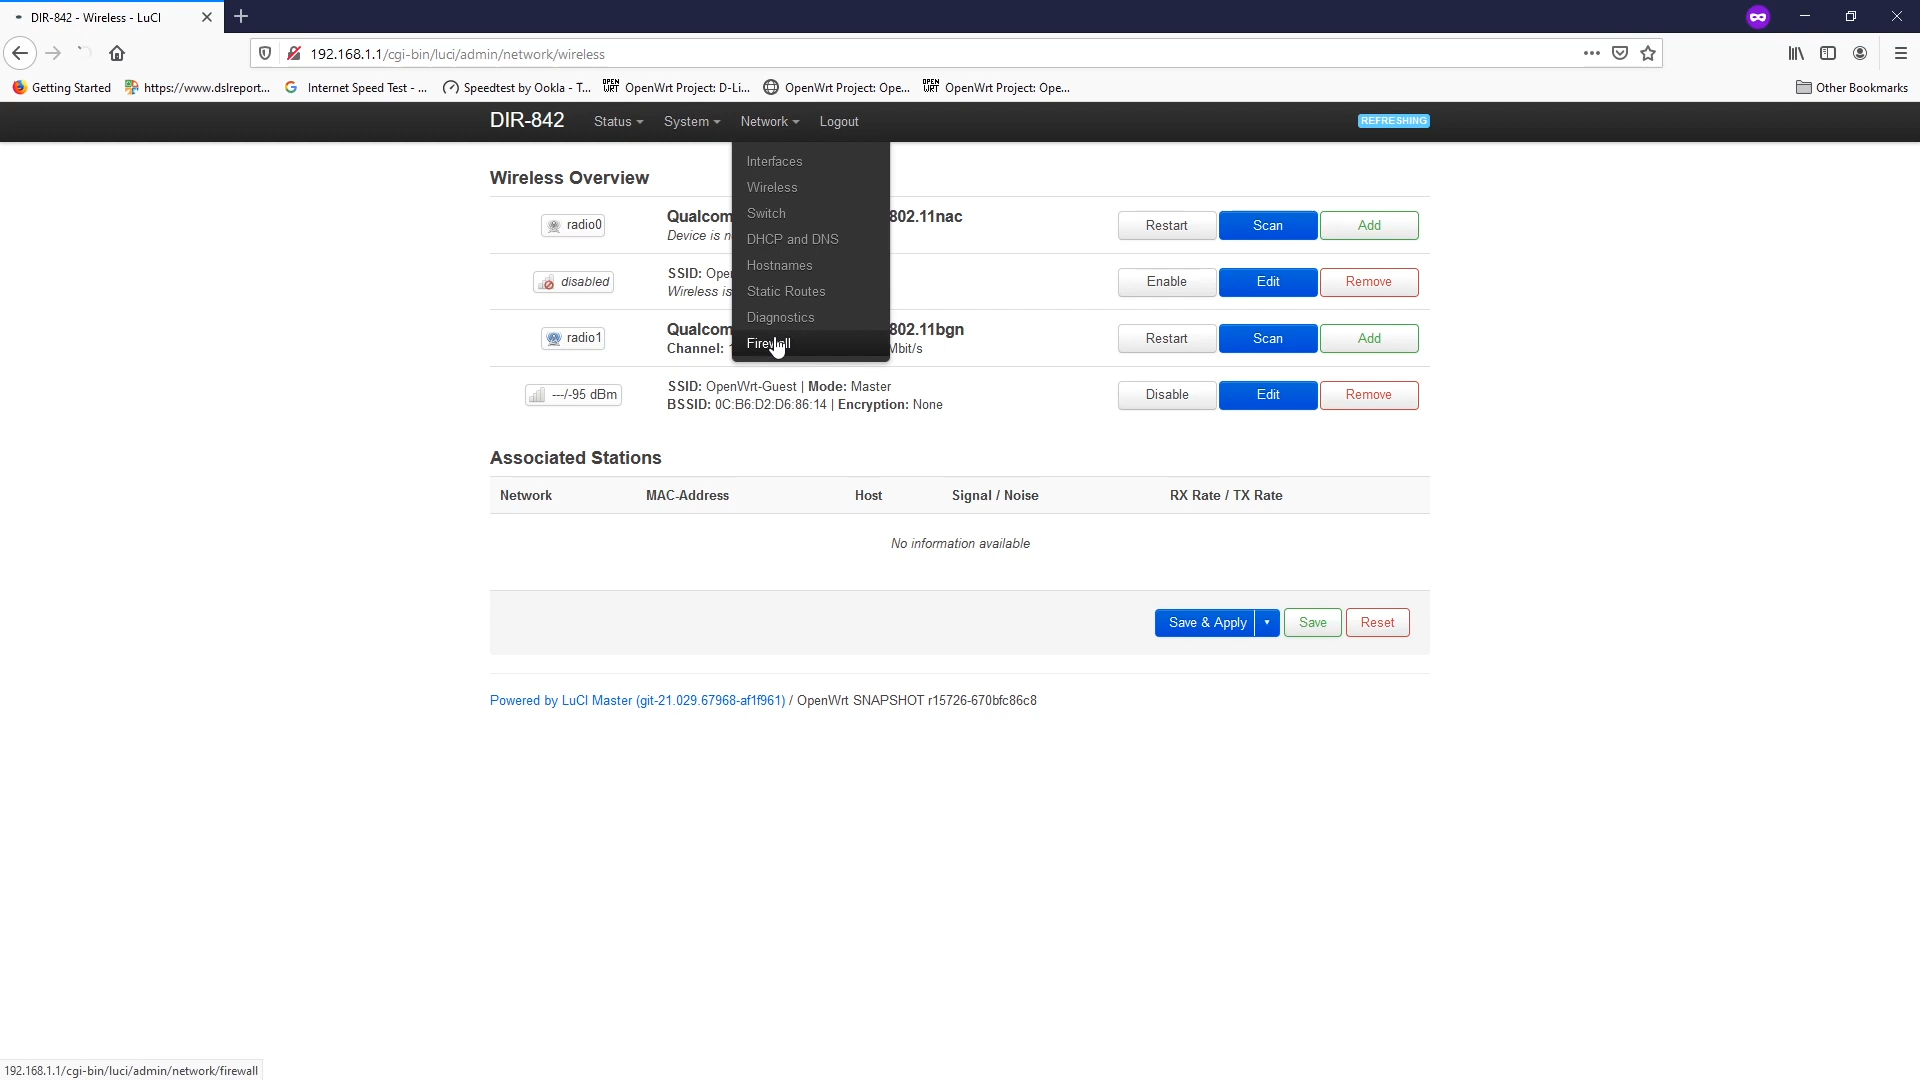 DIR-842 - Wireless - LuCI
192.168.1.1/cgi-bin/luci/admin/network/wireless
Getting Started
https://www.dslreport...
Internet Speed Test - ...
Speedtest by Ookla - T...
OpenWrt Project: D-Li...
OpenWrt Project: Ope...
OpenWrt Project: Ope...
Other Bookmarks
DIR-842
Status
System
Network
Logout
REFRESHING
Interfaces
Wireless
Switch
DHCP and DNS
Hostnames
Static Routes
Diagnostics
Firewall
Wireless Overview
radio0
Qualcom 802.11nac
Device is n
Restart
Scan
Add
disabled
SSID: Ope
Wireless is
Enable
Edit
Remove
radio1
Qualcom 802.11bgn
Channel: Mbit/s
Restart
Scan
Add
---/-95 dBm
SSID: OpenWrt-Guest | Mode: Master
BSSID: 0C:B6:D2:D6:86:14 | Encryption: None
Disable
Edit
Remove
Associated Stations
Network MAC-Address Host Signal / Noise RX Rate / TX Rate
No information available
Save & Apply
Save
Reset
Powered by LuCI Master (git-21.029.67968-af1f961) / OpenWrt SNAPSHOT r15726-670bfc86c8
192.168.1.1/cgi-bin/luci/admin/network/firewall